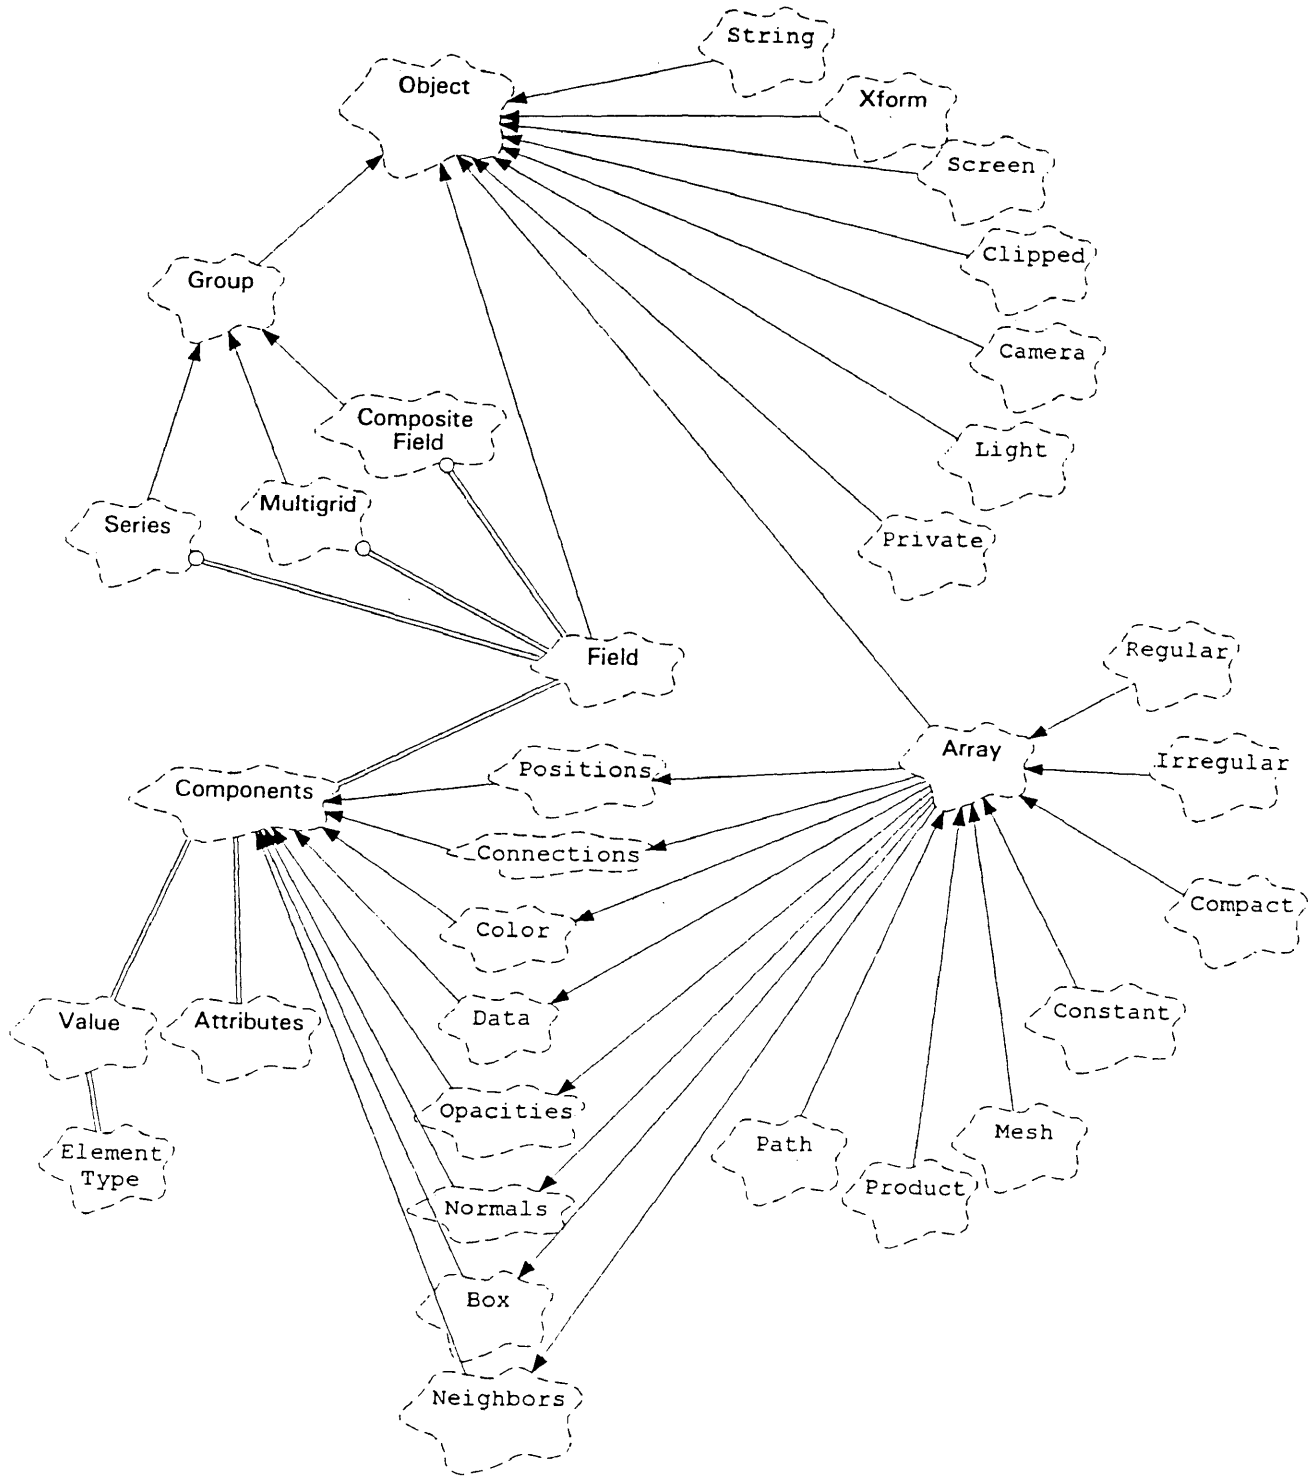 String
Object
Xform
Screen
Clipped
Group
Camera
Composite
Field
Light
Multigrid
Series
Private
Field
Regular
Array
Irregular
Positions
Components
Connections
Compact
Color
Constant
Data
Value
Attributes
Opacities
Mesh
Path
Element
Type
Product
Normals
Box
Neighbors